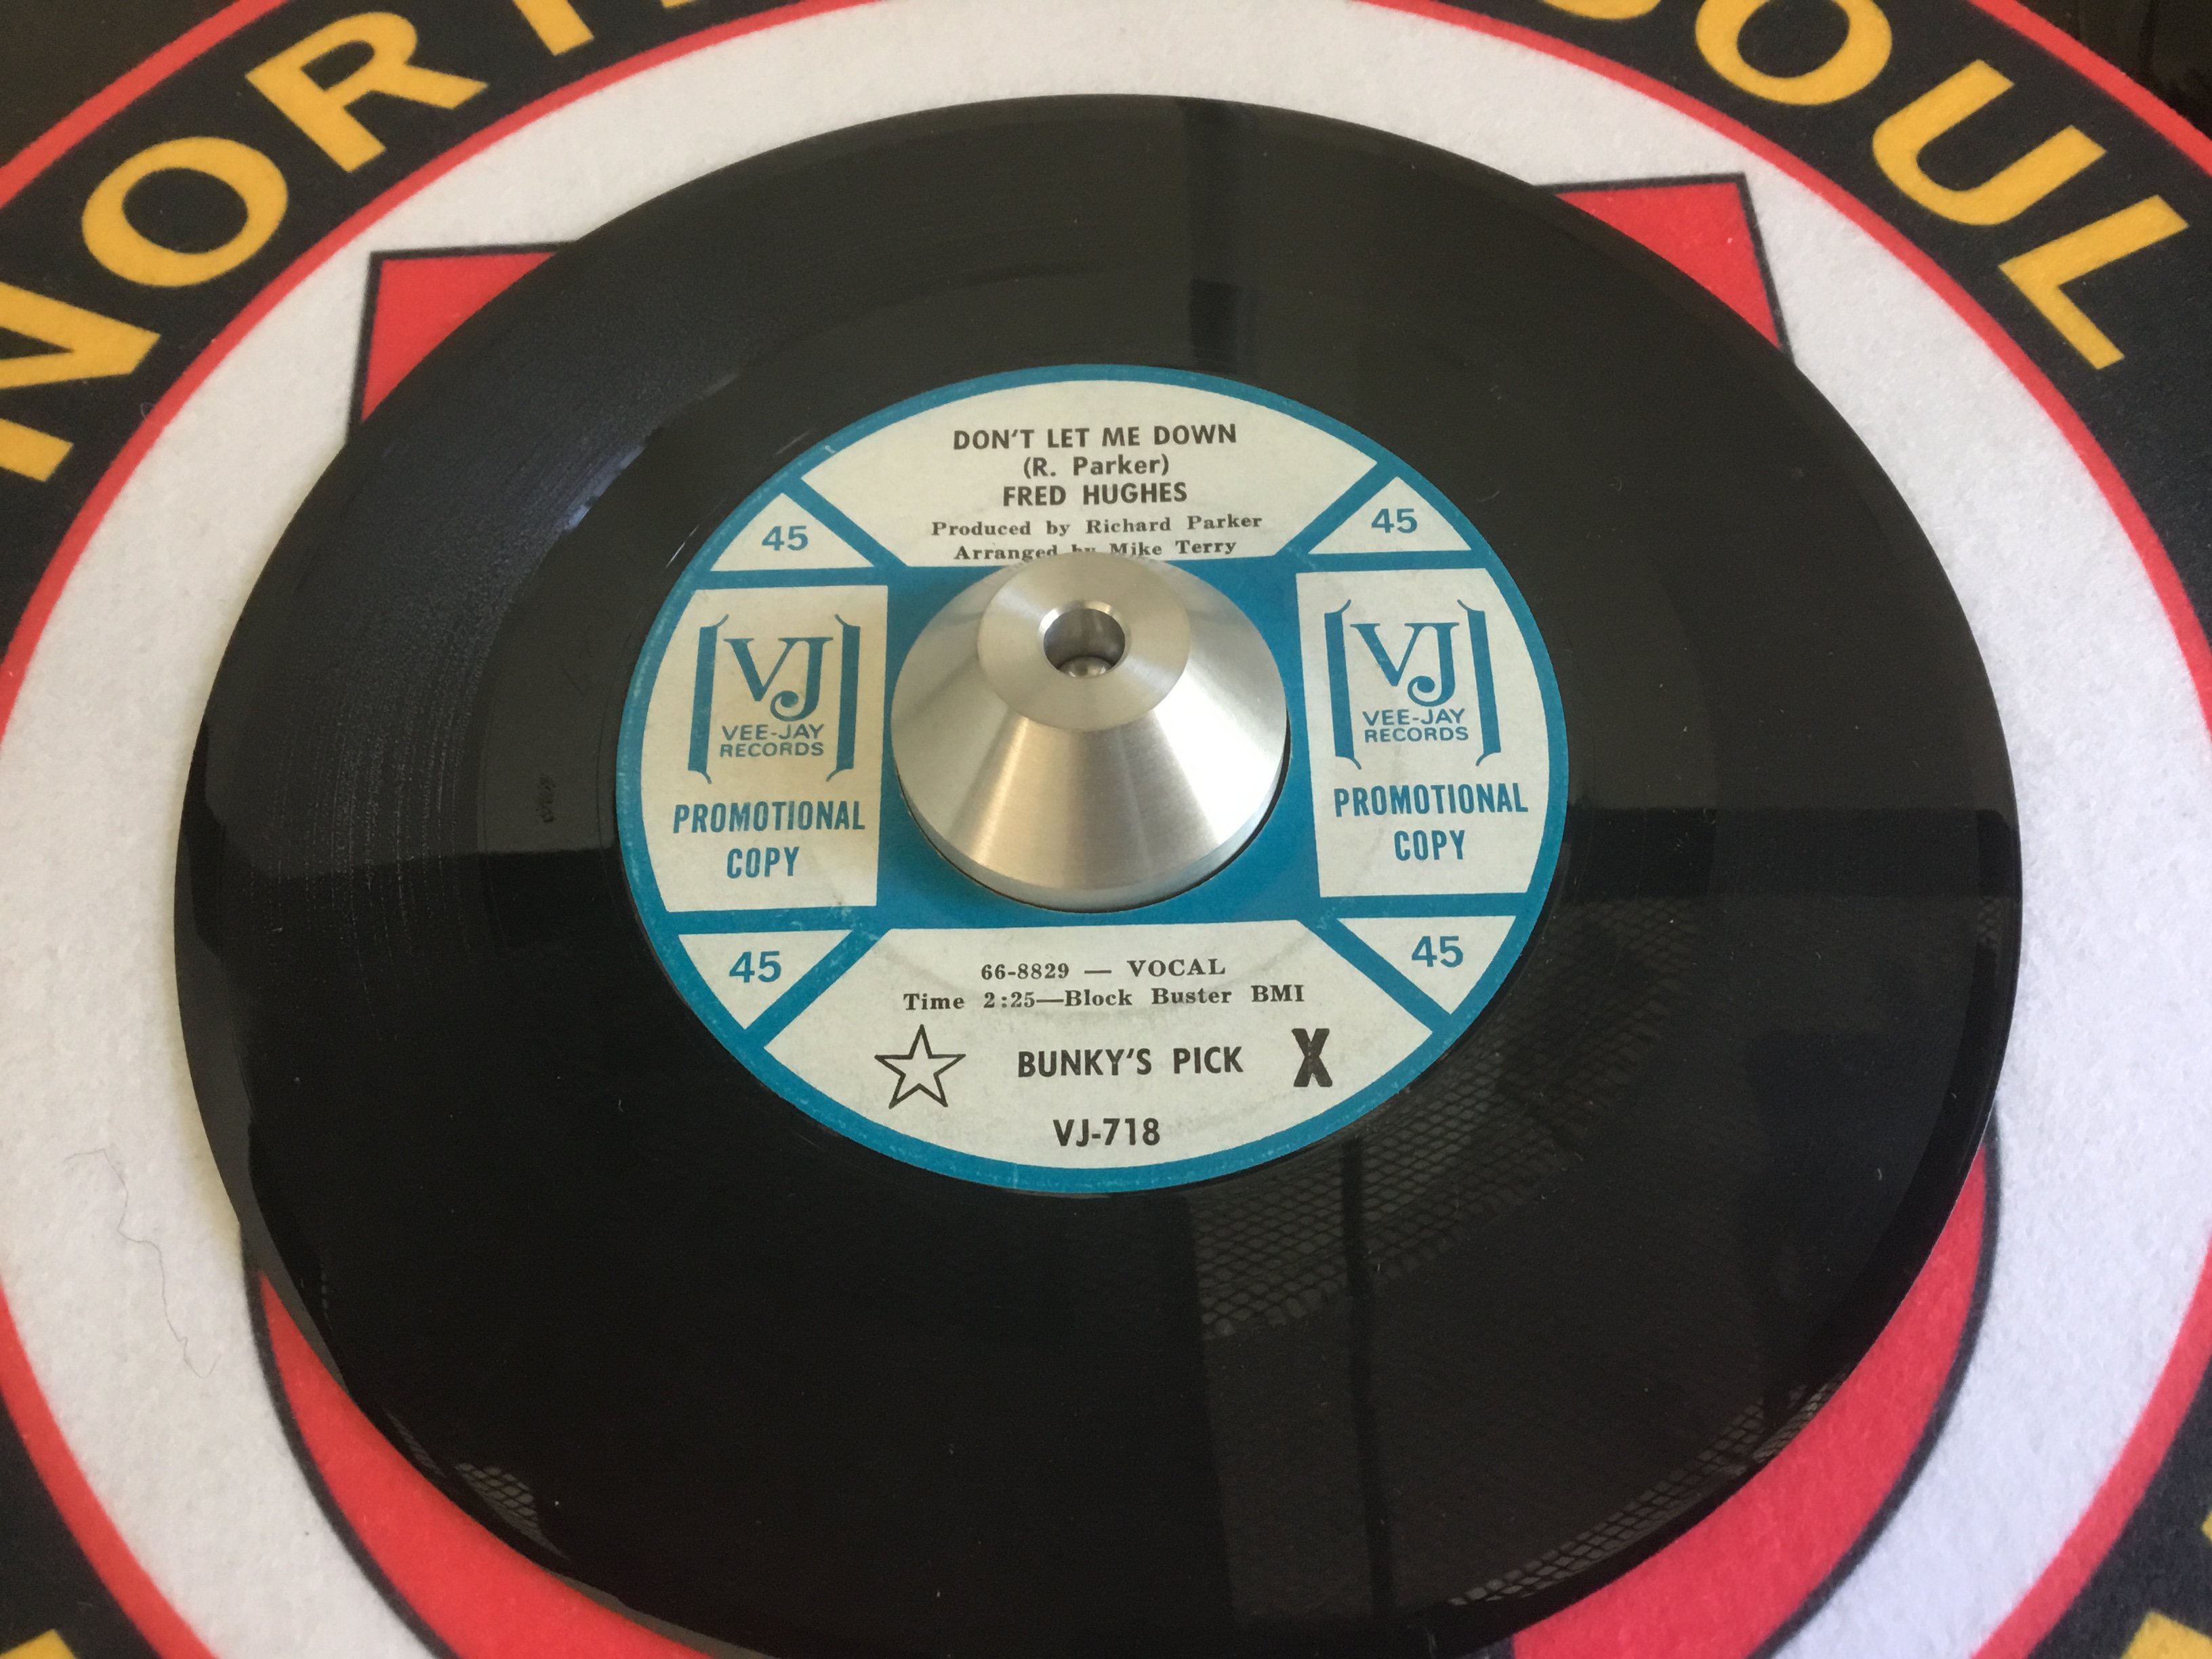 NOR
SOUL
DON'T LET ME DOWN
(R. Parker)
FRED HUGHES
Produced by Richard Parker
Arranged by Mike Terry
45
45
VJ
VEE-JAY
RECORDS
PROMOTIONAL
COPY
VJ
VEE-JAY
RECORDS
PROMOTIONAL
COPY
45
45
66-8829 — VOCAL
Time 2:25—Block Buster BMI
BUNKY'S PICK X
VJ-718